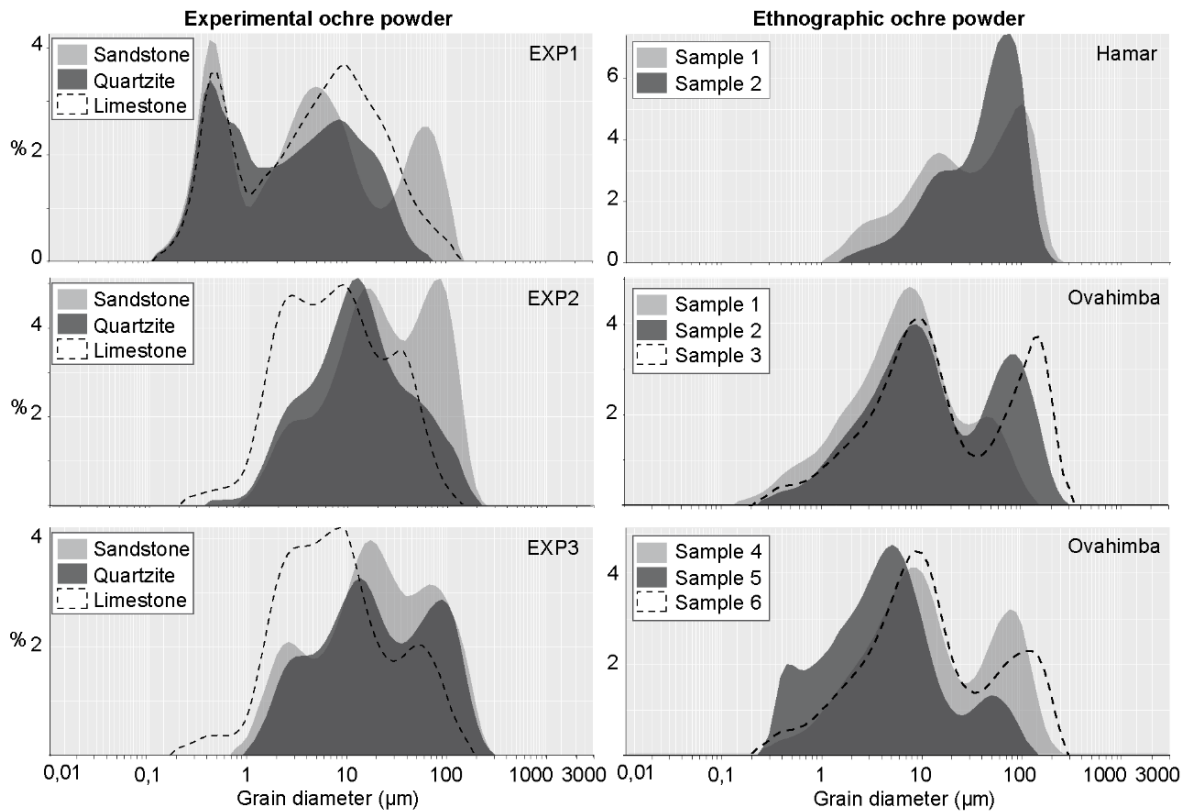 Experimental ochre powder
4
Sandstone
Quartzite
Limestone
EXP1
% 2
0
Sandstone
Quartzite
Limestone
EXP2
4
% 2
4
Sandstone
Quartzite
Limestone
EXP3
% 2
0,01 0,1 1 10 100 1000 3000
Grain diameter (µm)
Ethnographic ochre powder
Sample 1
Sample 2
Hamar
6
4
2
0
Sample 1
Sample 2
Sample 3
Ovahimba
4
2
Sample 4
Sample 5
Sample 6
Ovahimba
4
2
0,01 0,1 1 10 100 1000 3000
Grain diameter (µm)